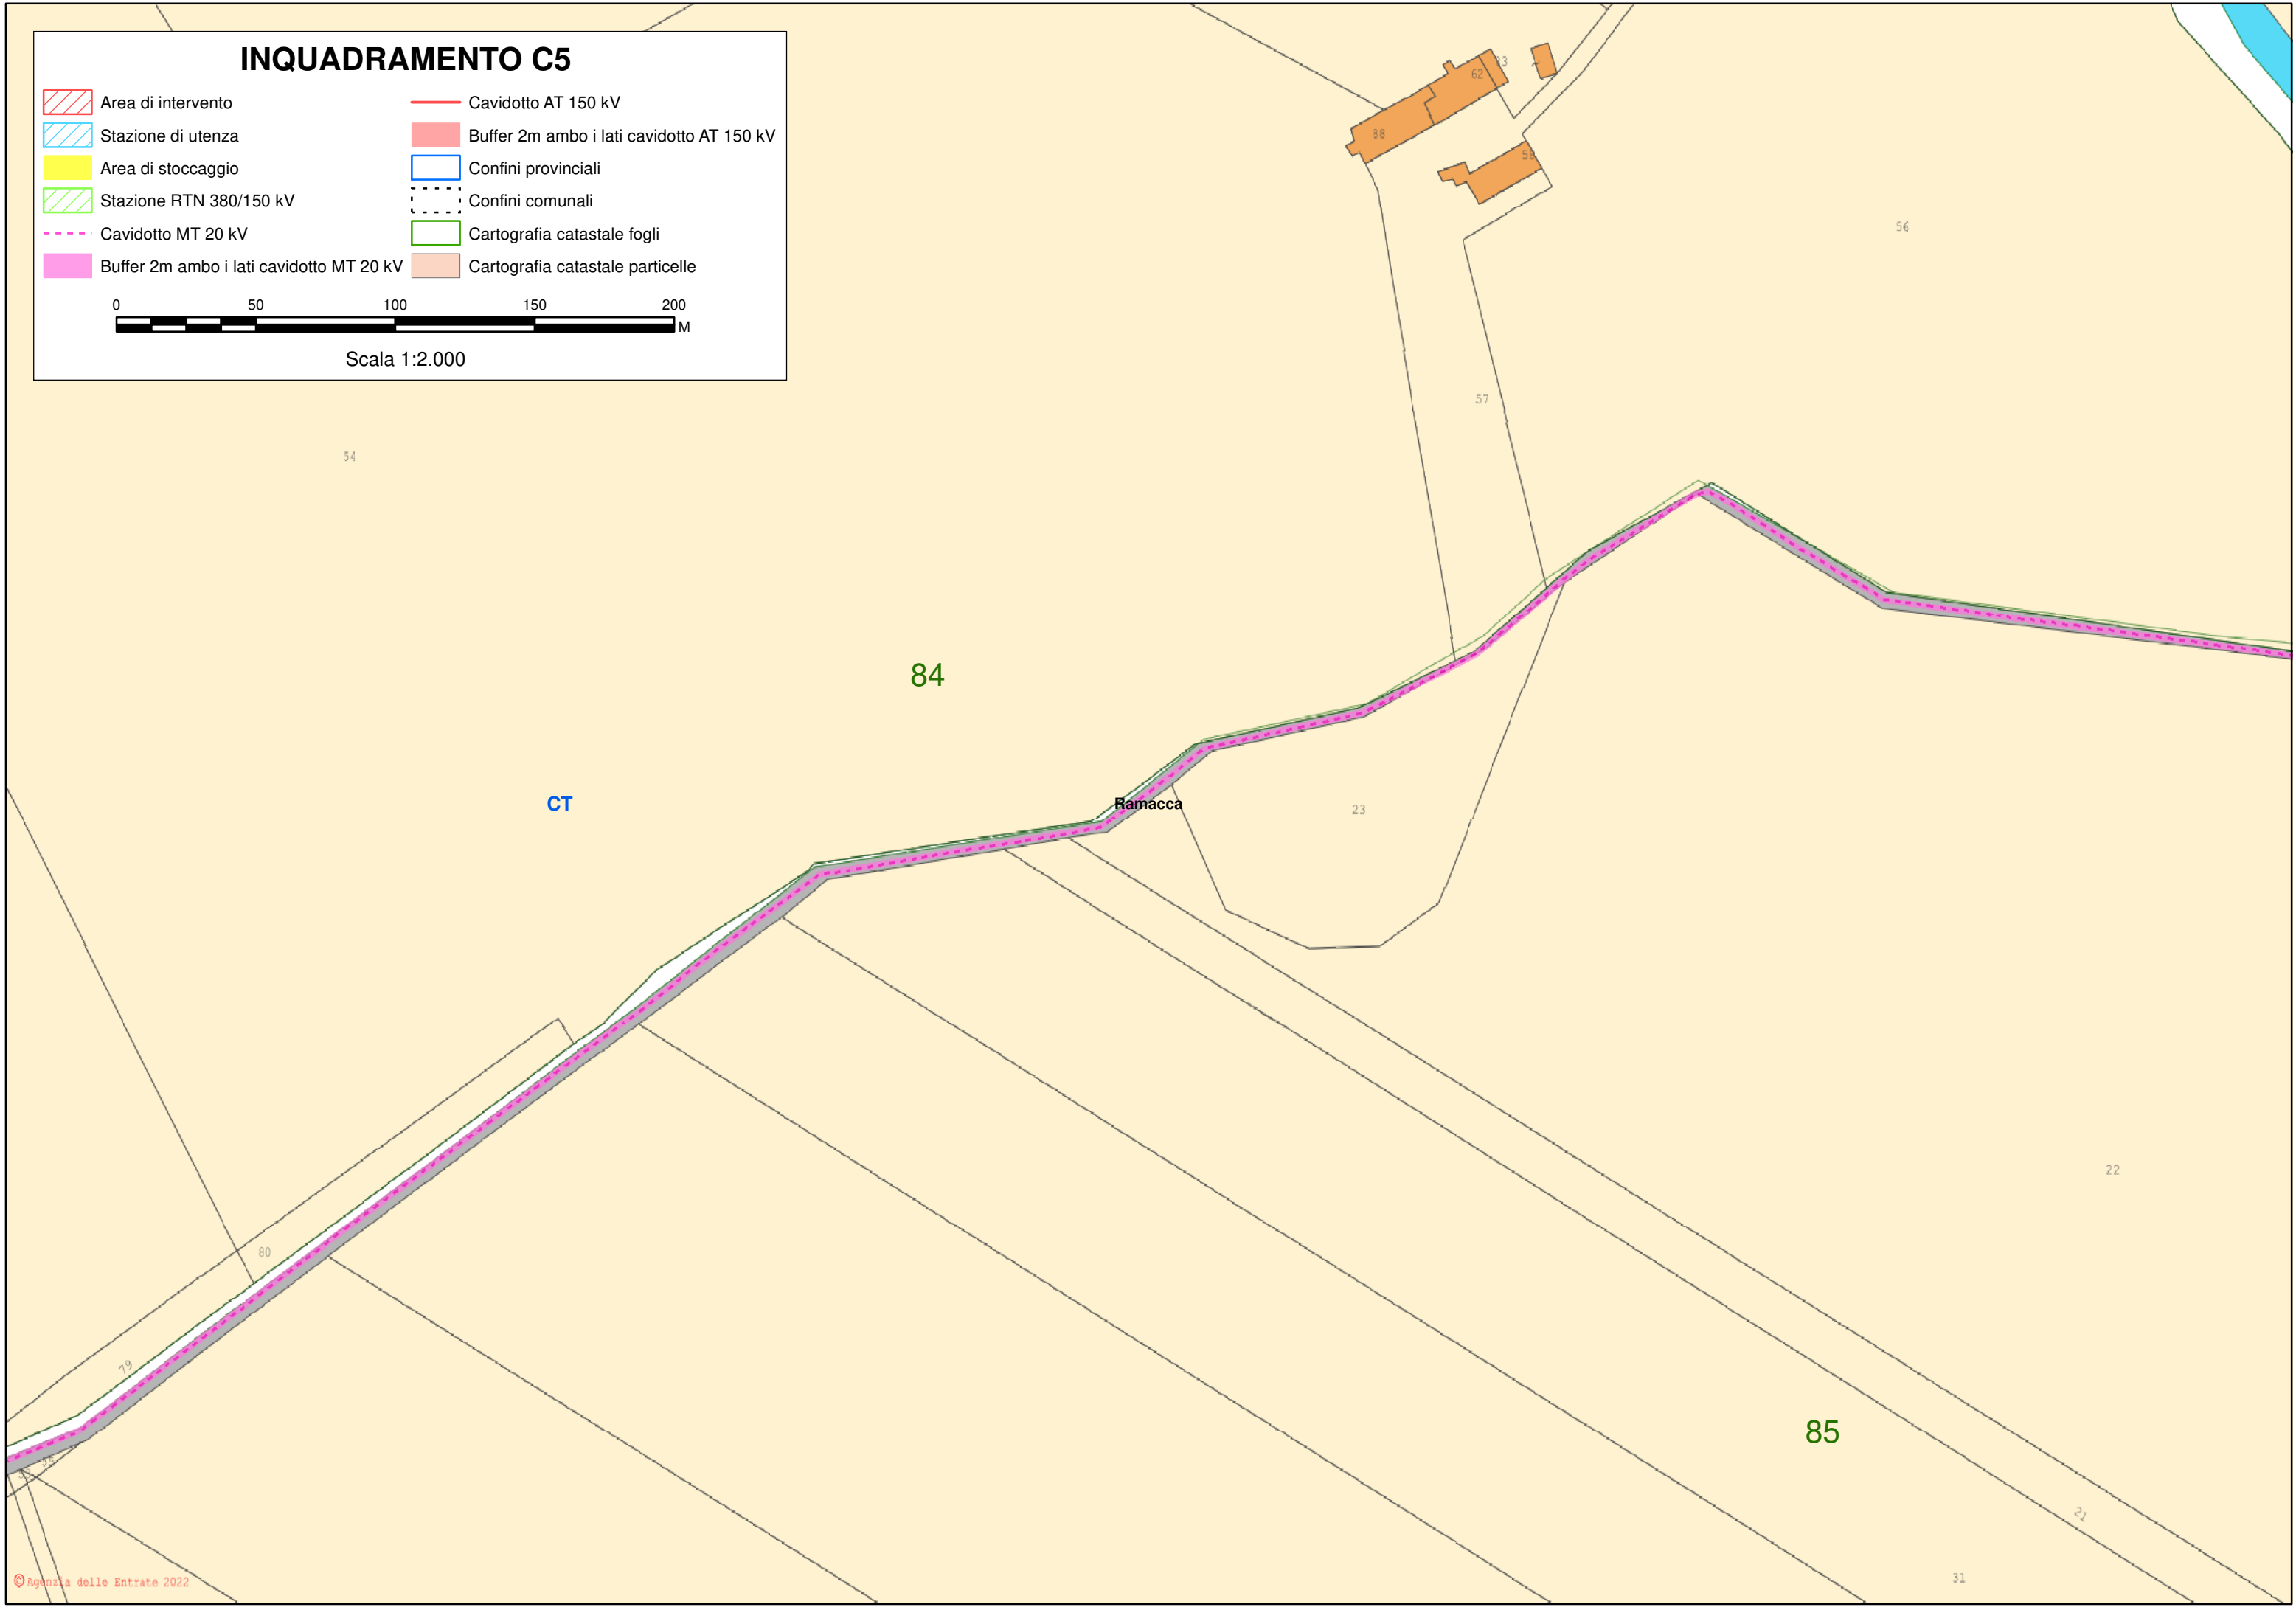 INQUADRAMENTO C5
Area di intervento
Stazione di utenza
Area di stoccaggio
Stazione RTN 380/150 kV
Cavidotto MT 20 kV
Buffer 2m ambo i lati cavidotto MT 20 kV
Cavidotto AT 150 kV
Buffer 2m ambo i lati cavidotto AT 150 kV
Confini provinciali
Confini comunali
Cartografia catastale fogli
Cartografia catastale particelle
0 50 100 150 200
M
Scala 1:2.000
62
88
58
56
57
54
84
CT
Ramacca
23
22
80
79
55
85
21
31
© Agenzia delle Entrate 2022